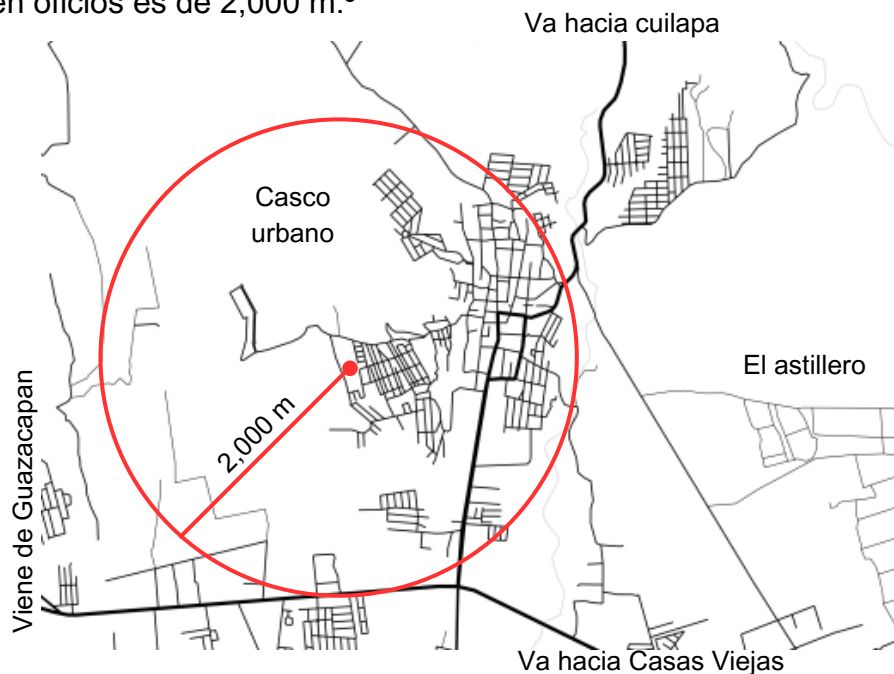 en oficios es de 2,000 m.
Va hacia cuilapa
Casco
urbano
El astillero
2,000 m
Viene de Guazacapan
Va hacia Casas Viejas